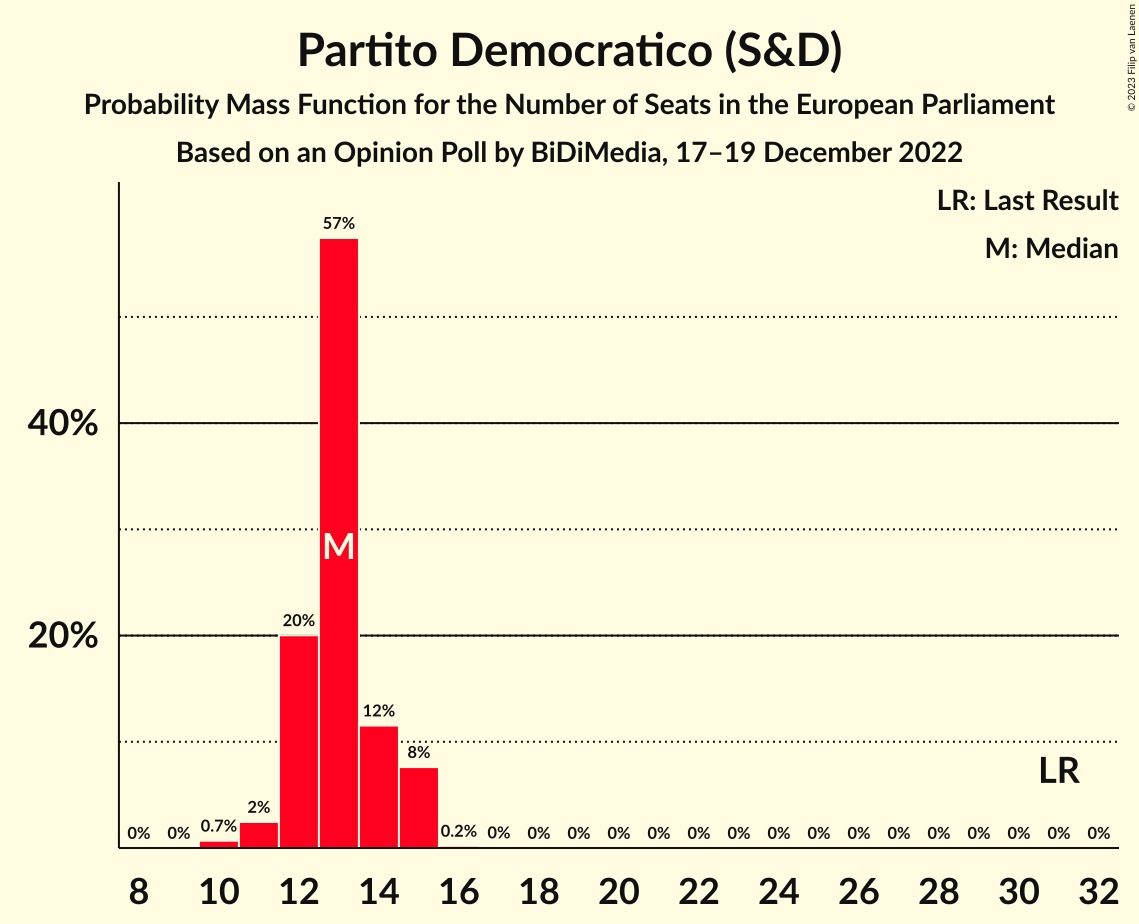 Partito Democratico (S&D)
Probability Mass Function for the Number of Seats in the European Parliament
Based on an Opinion Poll by BiDiMedia, 17–19 December 2022
© 2023 Filip van Laenen
LR: Last Result
M: Median
57%
40%
M
20%
20%
12%
8%
LR
0% 0% 0.7% 2% 0.2% 0% 0% 0% 0% 0% 0% 0% 0% 0% 0% 0% 0% 0% 0% 0%
8 10 12 14 16 18 20 22 24 26 28 30 32